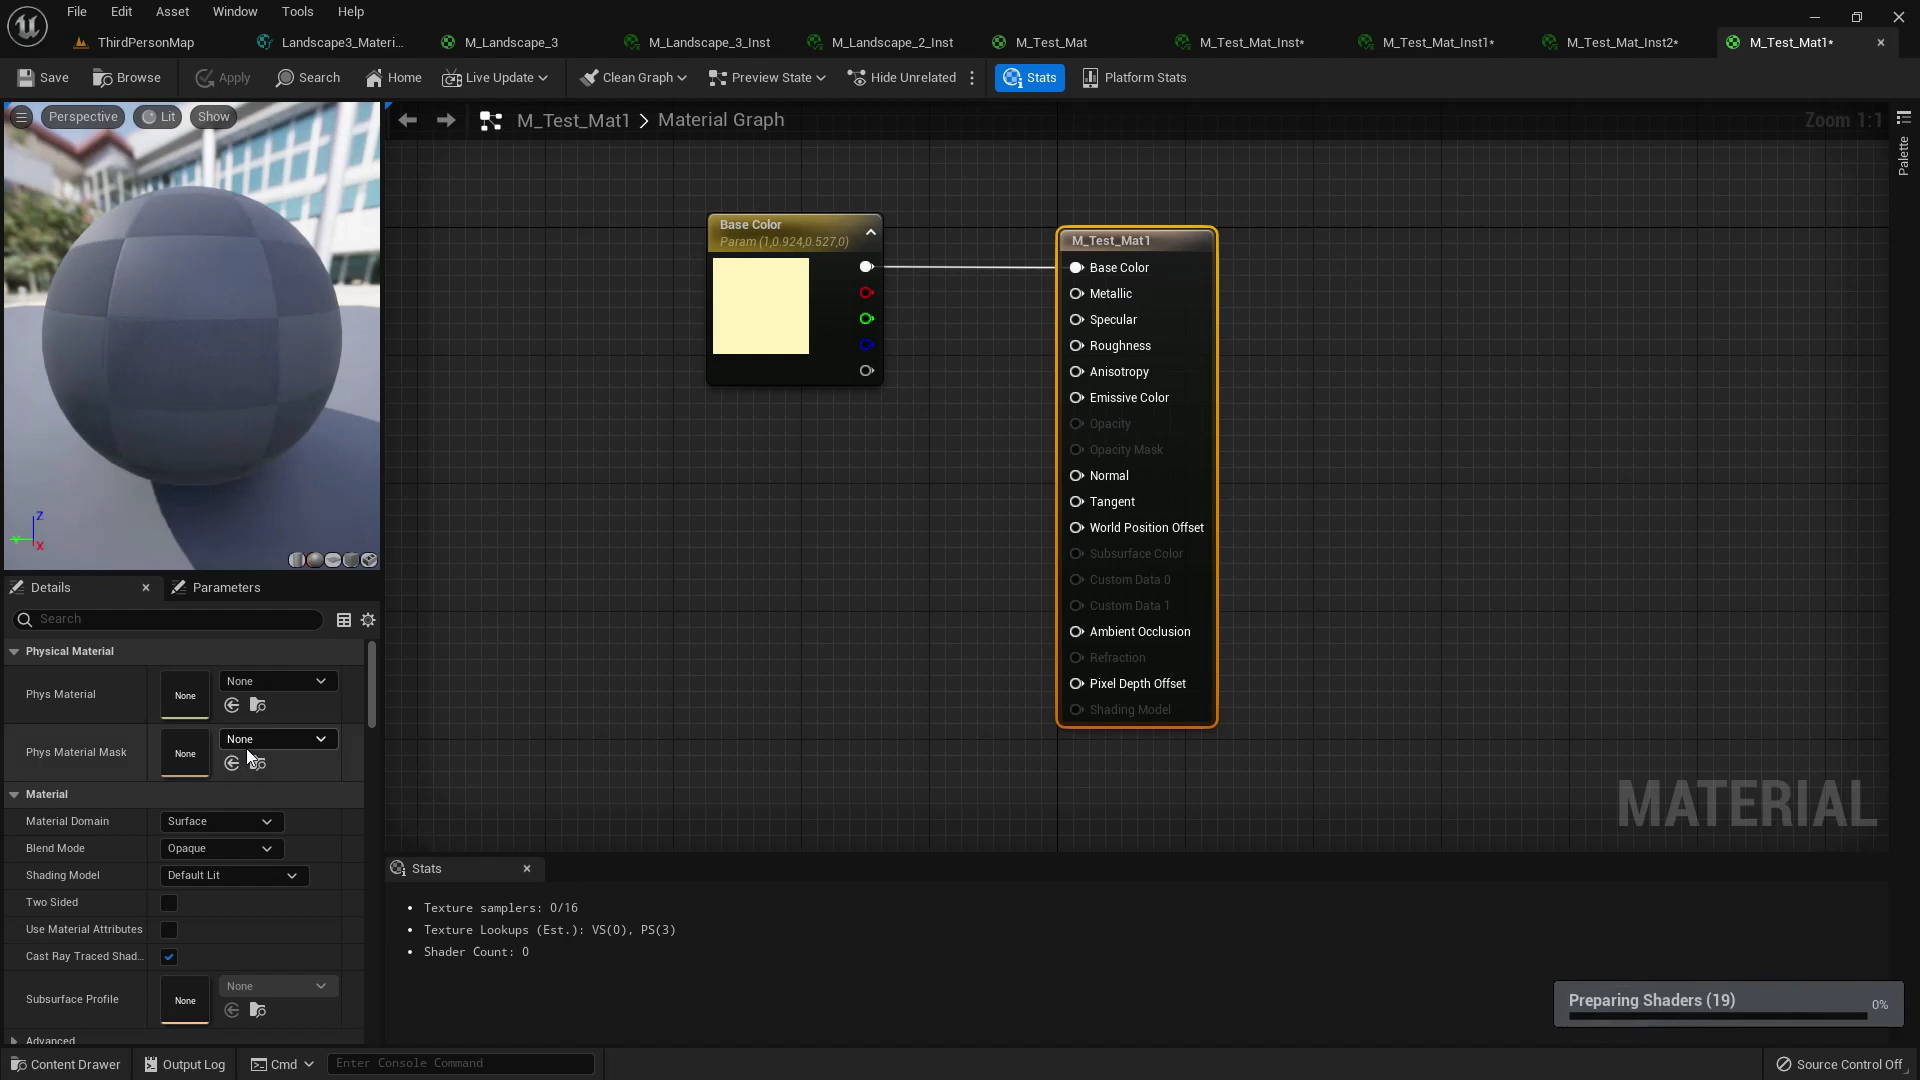 File Edit Asset Window Tools Help
ThirdPersonMap Landscape3_Materi... M_Landscape_3 M_Landscape_3_Inst M_Landscape_2_Inst M_Test_Mat M_Test_Mat_Inst* M_Test_Mat_Inst1* M_Test_Mat_Inst2* M_Test_Mat1*
Save Browse Apply Search Home Live Update Clean Graph Preview State Hide Unrelated Stats Platform Stats
Perspective Lit Show
M_Test_Mat1 > Material Graph
Zoom 1:1
Palette
Base Color
Param (1,0.924,0.527,0)
M_Test_Mat1
Base Color
Metallic
Specular
Roughness
Anisotropy
Emissive Color
Opacity
Opacity Mask
Normal
Tangent
World Position Offset
Subsurface Color
Custom Data 0
Custom Data 1
Ambient Occlusion
Refraction
Pixel Depth Offset
Shading Model
MATERIAL
Z
Y
X
Details Parameters
Search
Physical Material
Phys Material None None
Phys Material Mask None None
Material
Material Domain Surface
Blend Mode Opaque
Shading Model Default Lit
Two Sided
Use Material Attributes
Cast Ray Traced Shad...
Subsurface Profile None None
Advanced
Stats
Texture samplers: 0/16
Texture Lookups (Est.): VS(0), PS(3)
Shader Count: 0
Preparing Shaders (19) 0%
Content Drawer Output Log Cmd Enter Console Command Source Control Off